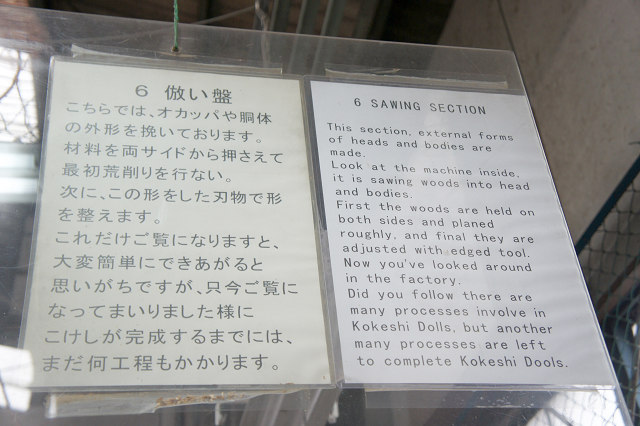 6 倣い盤
こちらでは、オカッパや胴体
の外形を挽いております。
材料を両サイドから押さえて
最初荒削りを行ない。
次に、この形をした刃物で形
を整えます。
これだけご覧になりますと、
大変簡単にできあがると
思いがちですが、只今ご覧に
なってまいりました様に
こけしが完成するまでには、
まだ何工程もかかります。
6 SAWING SECTION
This section, external forms
of heads and bodies are
made.
Look at the machine inside,
it is sawing woods into head
and bodies.
First the woods are held on
both sides and planed
roughly, and final they are
adjusted with edged tool.
Now you've looked around
in the factory.
Did you follow there are
many processes involve in
Kokeshi Dolls, but another
many processes are left
to complete Kokeshi Dools.